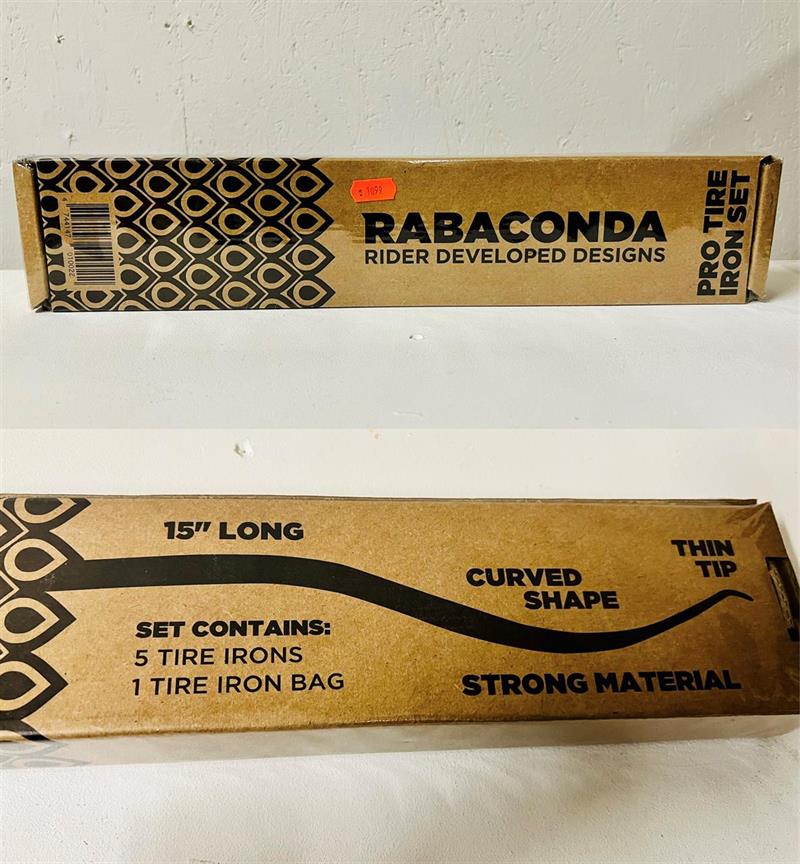 1099
RABACONDA
RIDER DEVELOPED DESIGNS
PRO TIRE
IRON SET
15" LONG
THIN
TIP
CURVED
SHAPE
SET CONTAINS:
5 TIRE IRONS
1 TIRE IRON BAG
STRONG MATERIAL